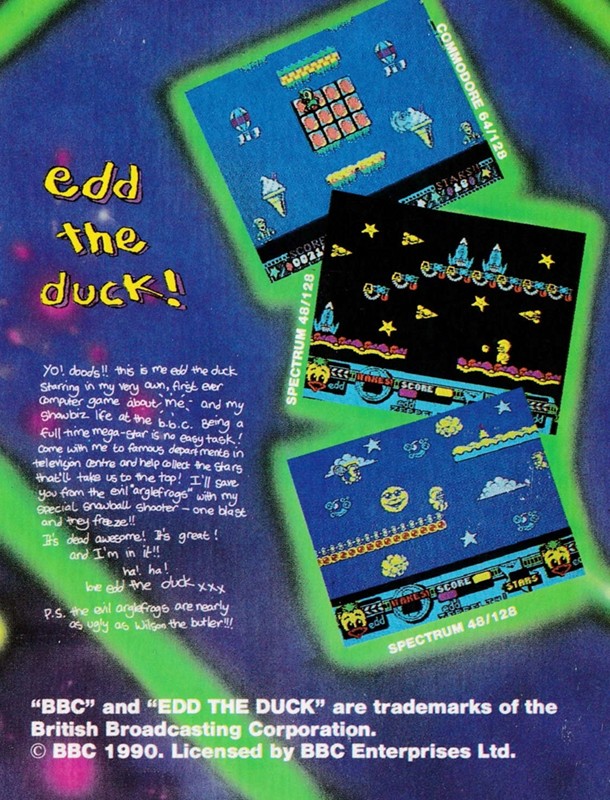 edd
the
duck!
COMMODORE 64/128
STARS!!
SCORE
SPECTRUM 48/128
edd
TAKES!
SCORE
Yo! doods!! this is me edd the duck
Starring in my very own, first ever
computer game about 'me' and my
showbiz life at the b.b.c. Being a
full-time mega-star is no easy task!
come with me to famous departments in
television centre and help collect the stars
that'll take us to the top! I'll save
you from the evil "arglefrogs" with my
special snowball shooter - one blast
and they freeze!!
It's dead awesome! It's great!
and I'm in it!!
ha! ha!
love edd the duck xxx
P.S. the evil arglefrogs are nearly
as ugly as Wilson the butler!!!
edd
TAKES!
SCORE
STARS
SPECTRUM 48/128
"BBC" and "EDD THE DUCK" are trademarks of the
British Broadcasting Corporation.
© BBC 1990. Licensed by BBC Enterprises Ltd.